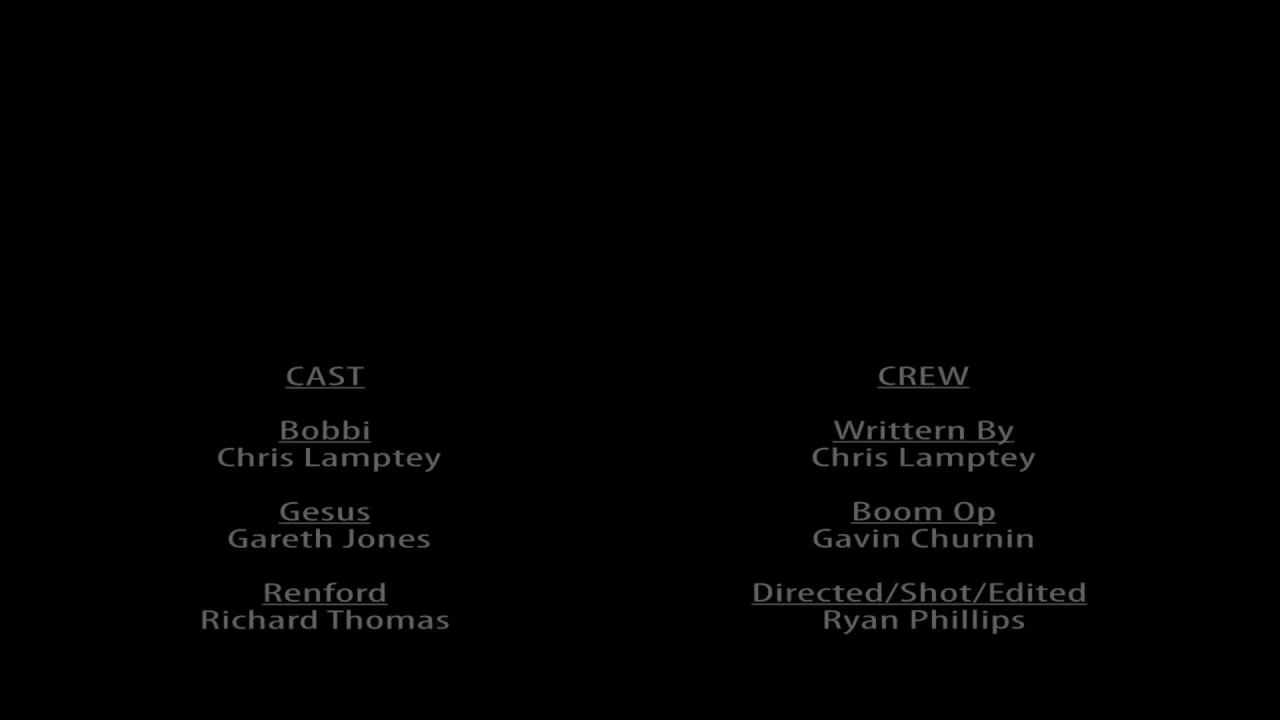 CAST
Bobbi
Chris Lamptey
Gesus
Gareth Jones
Renford
Richard Thomas
CREW
Writtern By
Chris Lamptey
Boom Op
Gavin Churnin
Directed/Shot/Edited
Ryan Phillips